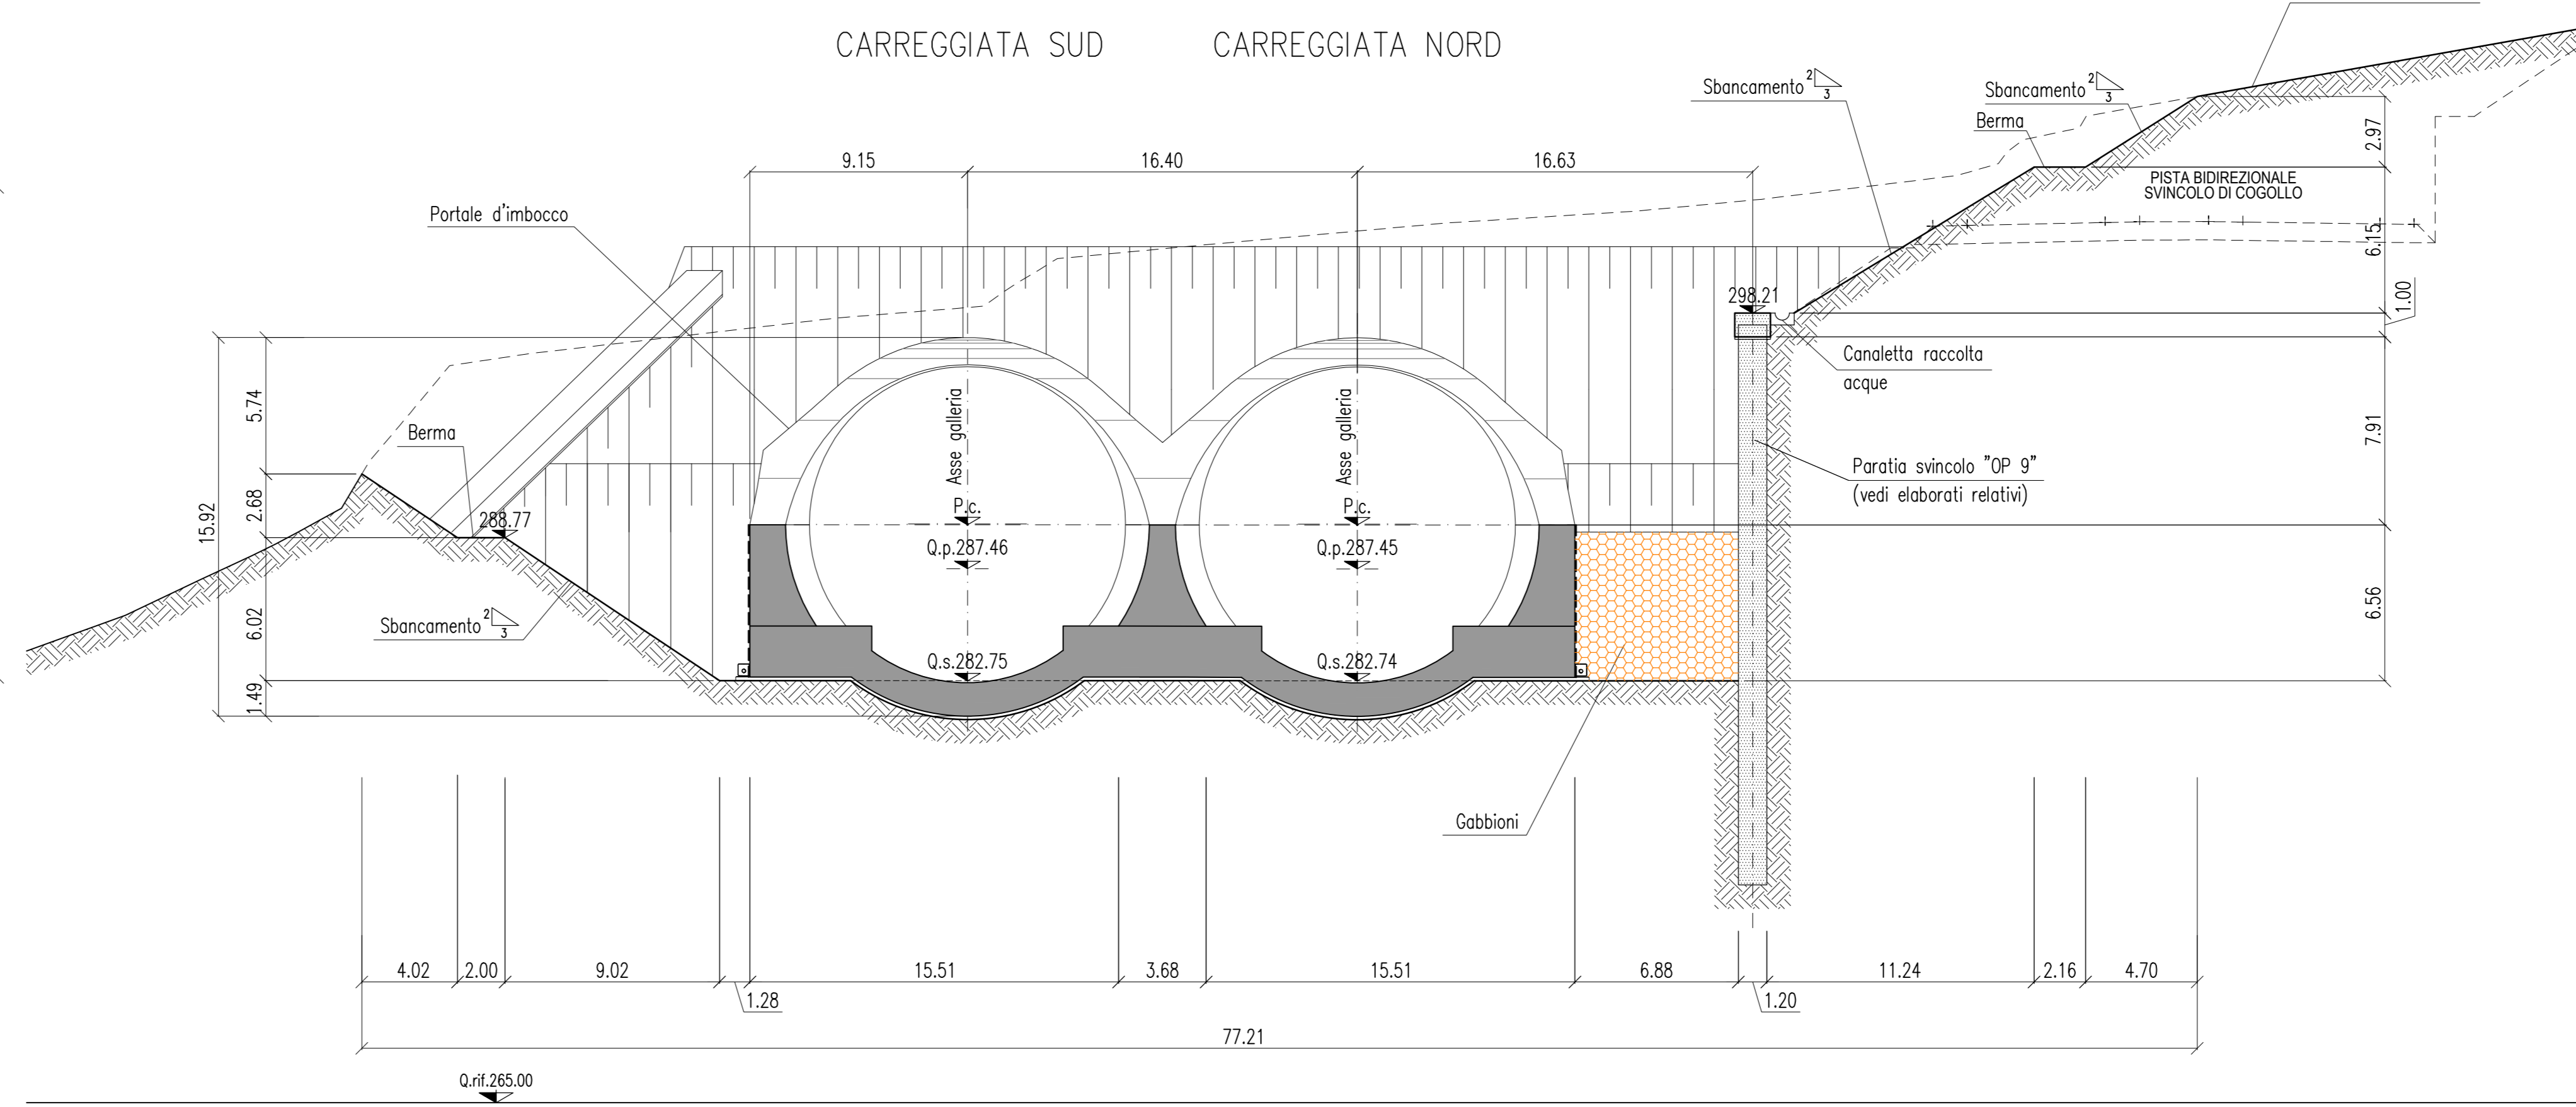 CARREGGIATA SUD
CARREGGIATA NORD
Sbancamento 2
3
Sbancamento 2
3
Berma
2.97
9.15
16.40
16.63
PISTA BIDIREZIONALE
SVINCOLO DI COGOLLO
Portale d'imbocco
6.15
298.21
1.00
Canaletta raccolta
acque
5.74
Asse galleria
Asse galleria
7.91
Berma
Paratia svincolo "OP 9"
(vedi elaborati relativi)
15.92
2.68
288.77
P.c.
P.c.
Q.p.287.46
Q.p.287.45
6.02
6.56
Sbancamento 2
3
Q.s.282.75
Q.s.282.74
1.49
Gabbioni
4.02
2.00
9.02
15.51
3.68
15.51
6.88
11.24
2.16
4.70
1.28
1.20
77.21
Q.rif.265.00